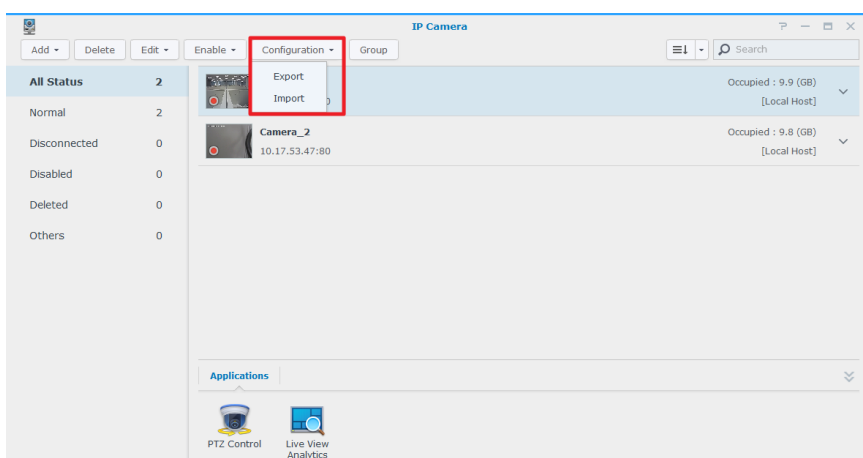 IP Camera
Add Delete Edit Enable Configuration Group Search
Export
Import
All Status 2
Normal 2
Disconnected 0
Disabled 0
Deleted 0
Others 0
Occupied : 9.9 (GB)
[Local Host]
Camera_2
10.17.53.47:80
Occupied : 9.8 (GB)
[Local Host]
Applications
PTZ Control
Live View
Analytics